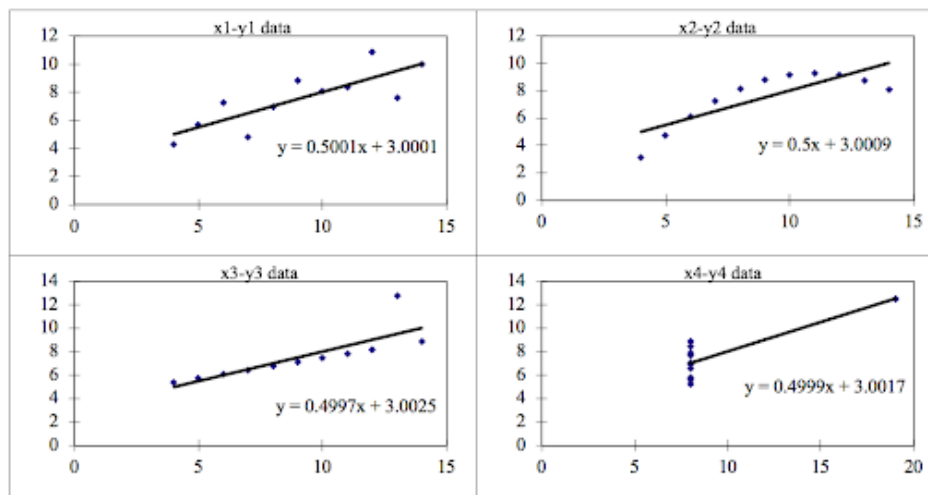 x1-y1 data
12
10
8
6
4
2
0
y = 0.5001x + 3.0001
0 5 10 15
x2-y2 data
12
10
8
6
4
2
0
y = 0.5x + 3.0009
0 5 10 15
x3-y3 data
14
12
10
8
6
4
2
0
y = 0.4997x + 3.0025
0 5 10 15
x4-y4 data
14
12
10
8
6
4
2
0
y = 0.4999x + 3.0017
0 5 10 15 20